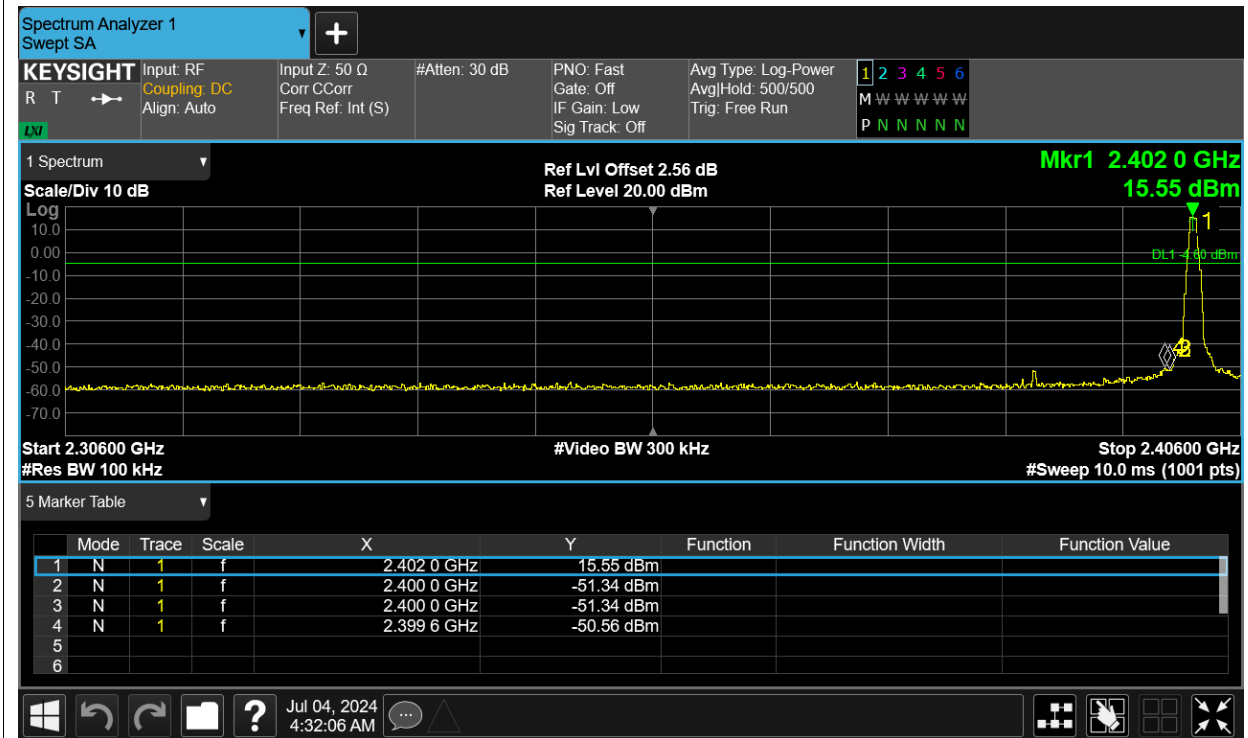 Spectrum Analyzer 1
Swept SA
KEYSIGHT Input: RF Input Z: 50 Ω #Atten: 30 dB PNO: Fast Avg Type: Log-Power 1 2 3 4 5 6
R T Coupling: DC Corr CCorr Gate: Off Avg|Hold: 500/500 M W W W W W
Align: Auto Freq Ref: Int (S) IF Gain: Low Trig: Free Run
LXI Sig Track: Off P N N N N N
1 Spectrum Ref Lvl Offset 2.56 dB Mkr1 2.402 0 GHz
Scale/Div 10 dB Ref Level 20.00 dBm 15.55 dBm
Log
1
10.0
0.00 DL1 -4.60 dBm
-10.0
-20.0
-30.0
-40.0
-50.0
-60.0
-70.0
Start 2.30600 GHz #Video BW 300 kHz Stop 2.40600 GHz
#Res BW 100 kHz #Sweep 10.0 ms (1001 pts)
5 Marker Table
Mode Trace Scale X Y Function Function Width Function Value
1 N 1 f 2.402 0 GHz 15.55 dBm
2 N 1 f 2.400 0 GHz -51.34 dBm
3 N 1 f 2.400 0 GHz -51.34 dBm
4 N 1 f 2.399 6 GHz -50.56 dBm
5
6
? Jul 04, 2024
4:32:06 AM